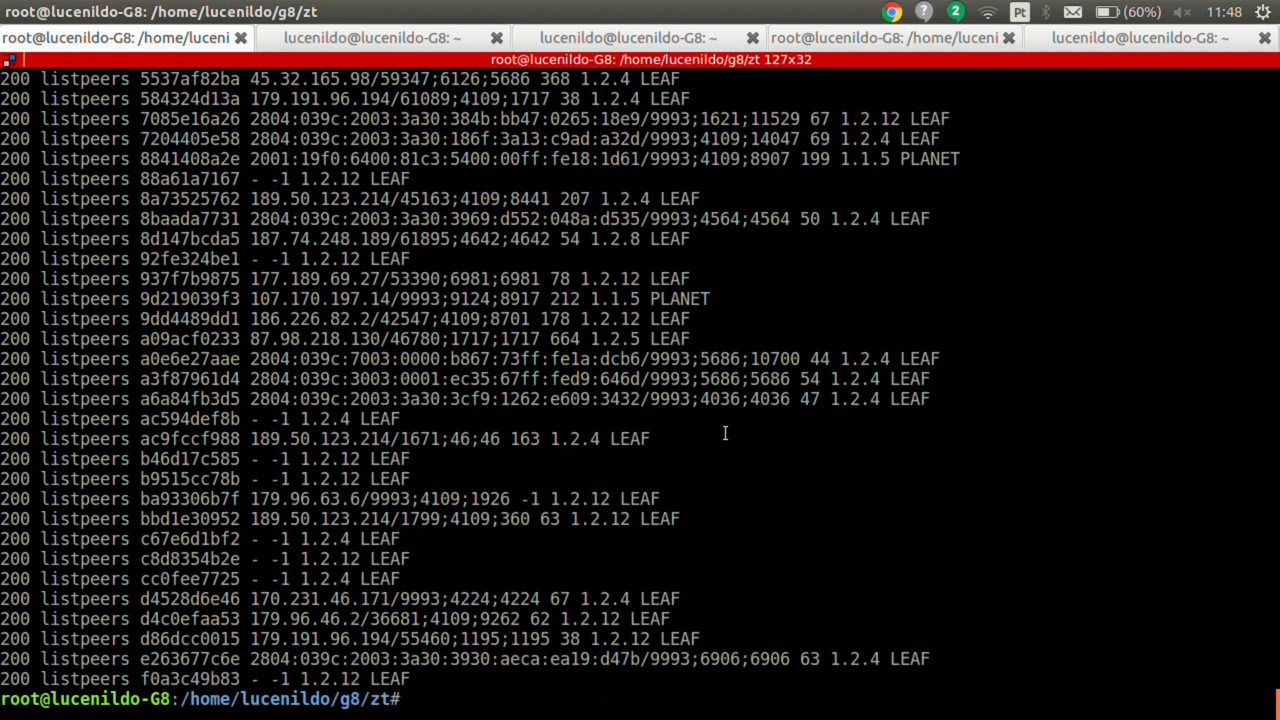 root@lucenildo-G8: /home/lucenildo/g8/zt
? 2 Pt (60%) 11:48
root@lucenildo-G8: /home/luceni lucenildo@lucenildo-G8: ~ lucenildo@lucenildo-G8: ~ root@lucenildo-G8: /home/luceni lucenildo@lucenildo-G8: ~
root@lucenildo-G8: /home/lucenildo/g8/zt 127x32
200 listpeers 5537af82ba 45.32.165.98/59347;6126;5686 368 1.2.4 LEAF
200 listpeers 584324d13a 179.191.96.194/61089;4109;1717 38 1.2.4 LEAF
200 listpeers 7085e16a26 2804:039c:2003:3a30:384b:bb47:0265:18e9/9993;1621;11529 67 1.2.12 LEAF
200 listpeers 7204405e58 2804:039c:2003:3a30:186f:3a13:c9ad:a32d/9993;4109;14047 69 1.2.4 LEAF
200 listpeers 8841408a2e 2001:19f0:6400:81c3:5400:00ff:fe18:1d61/9993;4109;8907 199 1.1.5 PLANET
200 listpeers 88a61a7167 - -1 1.2.12 LEAF
200 listpeers 8a73525762 189.50.123.214/45163;4109;8441 207 1.2.4 LEAF
200 listpeers 8baada7731 2804:039c:2003:3a30:3969:d552:048a:d535/9993;4564;4564 50 1.2.4 LEAF
200 listpeers 8d147bcda5 187.74.248.189/61895;4642;4642 54 1.2.8 LEAF
200 listpeers 92fe324be1 - -1 1.2.12 LEAF
200 listpeers 937f7b9875 177.189.69.27/53390;6981;6981 78 1.2.12 LEAF
200 listpeers 9d219039f3 107.170.197.14/9993;9124;8917 212 1.1.5 PLANET
200 listpeers 9dd4489dd1 186.226.82.2/42547;4109;8701 178 1.2.12 LEAF
200 listpeers a09acf0233 87.98.218.130/46780;1717;1717 664 1.2.5 LEAF
200 listpeers a0e6e27aae 2804:039c:7003:0000:b867:73ff:fe1a:dcb6/9993;5686;10700 44 1.2.4 LEAF
200 listpeers a3f87961d4 2804:039c:3003:0001:ec35:67ff:fed9:646d/9993;5686;5686 54 1.2.4 LEAF
200 listpeers a6a84fb3d5 2804:039c:2003:3a30:3cf9:1262:e609:3432/9993;4036;4036 47 1.2.4 LEAF
200 listpeers ac594def8b - -1 1.2.4 LEAF
200 listpeers ac9fccf988 189.50.123.214/1671;46;46 163 1.2.4 LEAF
200 listpeers b46d17c585 - -1 1.2.12 LEAF
200 listpeers b9515cc78b - -1 1.2.12 LEAF
200 listpeers ba93306b7f 179.96.63.6/9993;4109;1926 -1 1.2.12 LEAF
200 listpeers bbd1e30952 189.50.123.214/1799;4109;360 63 1.2.12 LEAF
200 listpeers c67e6d1bf2 - -1 1.2.4 LEAF
200 listpeers c8d8354b2e - -1 1.2.12 LEAF
200 listpeers cc0fee7725 - -1 1.2.4 LEAF
200 listpeers d4528d6e46 170.231.46.171/9993;4224;4224 67 1.2.4 LEAF
200 listpeers d4c0efaa53 179.96.46.2/36681;4109;9262 62 1.2.12 LEAF
200 listpeers d86dcc0015 179.191.96.194/55460;1195;1195 38 1.2.12 LEAF
200 listpeers e263677c6e 2804:039c:2003:3a30:3930:aeca:ea19:d47b/9993;6906;6906 63 1.2.4 LEAF
200 listpeers f0a3c49b83 - -1 1.2.12 LEAF
root@lucenildo-G8:/home/lucenildo/g8/zt#